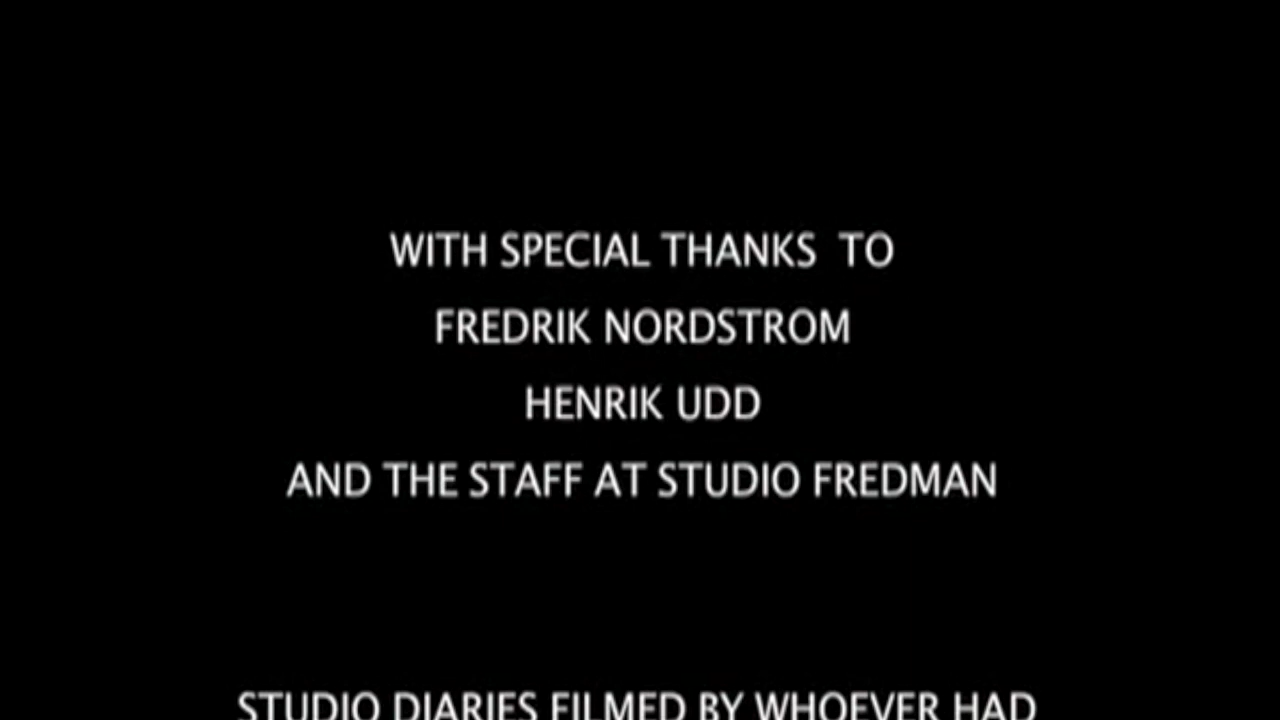 WITH SPECIAL THANKS  TO
FREDRIK NORDSTROM
HENRIK UDD
AND THE STAFF AT STUDIO FREDMAN
STUDIO DIARIES FILMED BY WHOEVER HAD